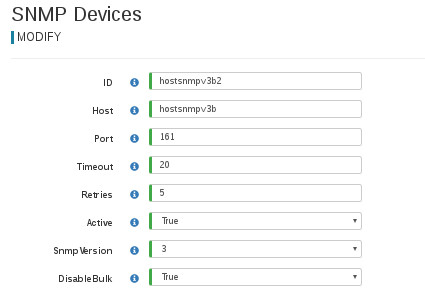 SNMP Devices
MODIFY
ID hostsnmpv3b2
Host hostsnmpv3b
Port 161
Timeout 20
Retries 5
Active True
SnmpVersion 3
DisableBulk True